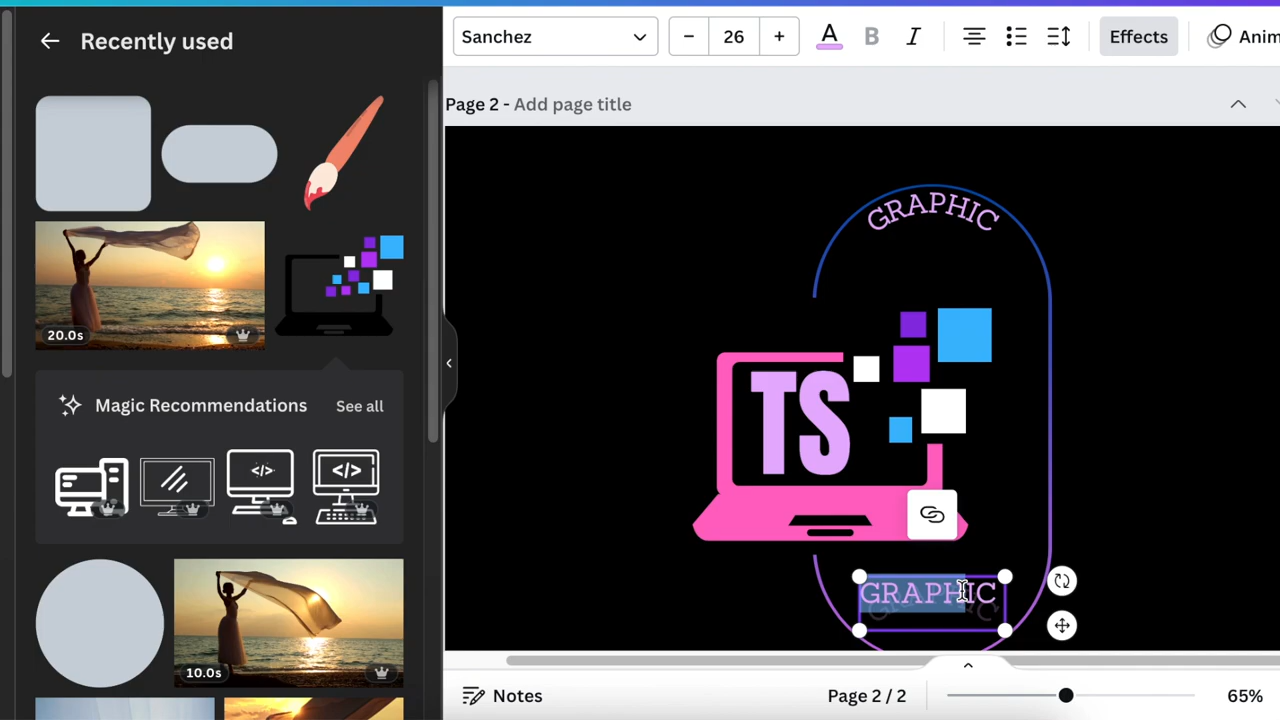 Recently used
Sanchez
26
A
B
I
Effects
Anim
Page 2 - Add page title
GRAPHIC
20.0s
TS
Magic Recommendations
See all
</>
</>
GRAPHIC
10.0s
Notes
Page 2 / 2
65%